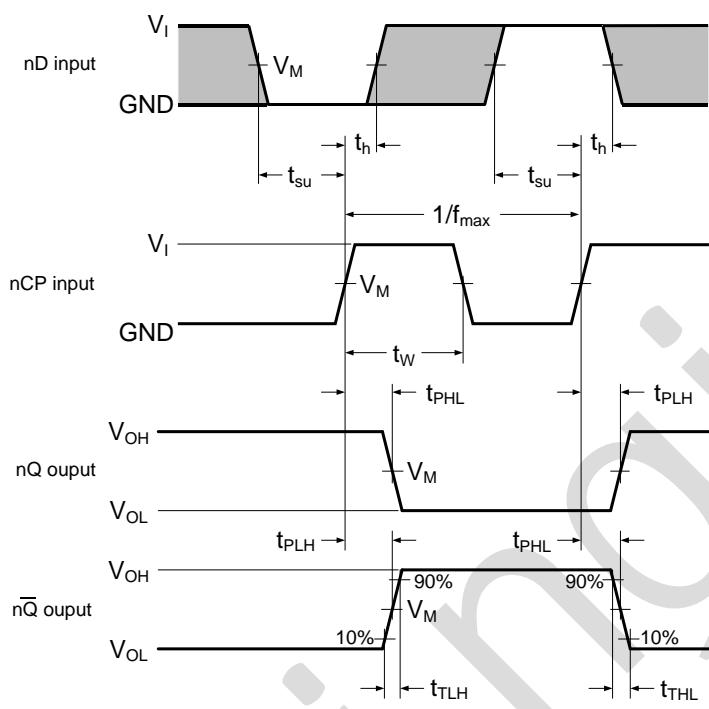 V_I
nD input
V_M
GND
t_h
t_h
t_su
t_su
1/f_max
V_I
nCP input
V_M
GND
t_W
t_PHL
t_PLH
V_OH
nQ ouput
V_M
V_OL
t_PLH
t_PHL
V_OH
90%
90%
nQ̅ ouput
V_M
10%
10%
V_OL
t_TLH
t_THL